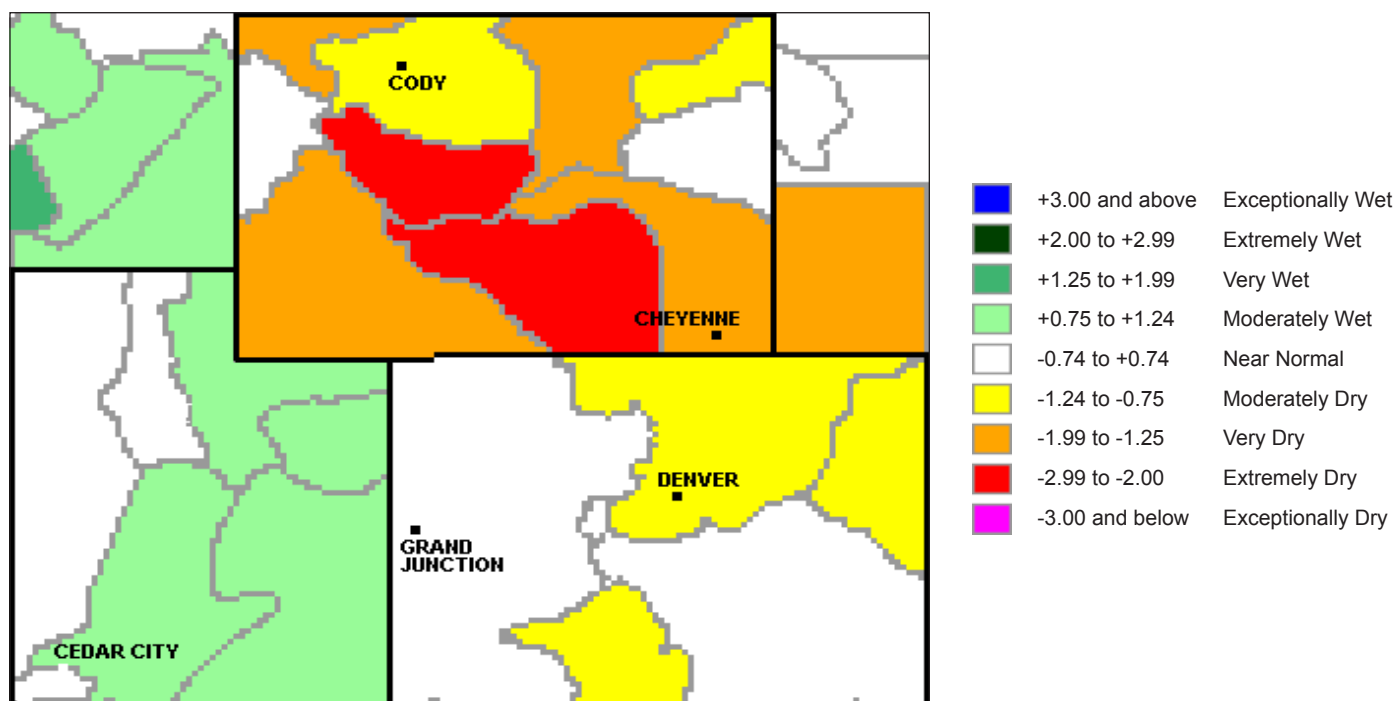 CODY
CHEYENNE
DENVER
GRAND
JUNCTION
CEDAR CITY
+3.00 and above Exceptionally Wet
+2.00 to +2.99 Extremely Wet
+1.25 to +1.99 Very Wet
+0.75 to +1.24 Moderately Wet
-0.74 to +0.74 Near Normal
-1.24 to -0.75 Moderately Dry
-1.99 to -1.25 Very Dry
-2.99 to -2.00 Extremely Dry
-3.00 and below Exceptionally Dry